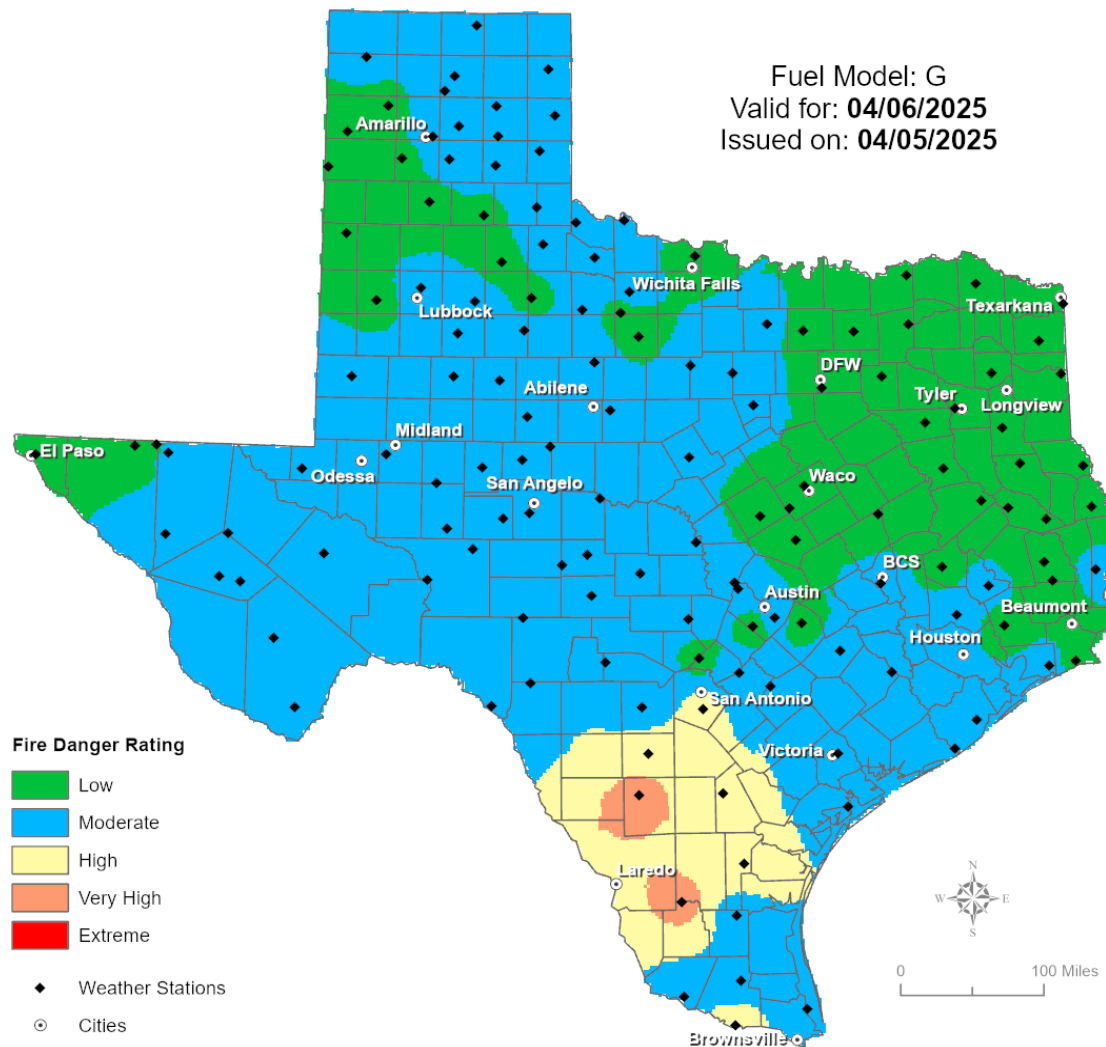 Fuel Model: G
Valid for: 04/06/2025
Issued on: 04/05/2025
Amarillo
Wichita Falls
Lubbock
Texarkana
DFW
Abilene
Tyler
Longview
Midland
El Paso
Odessa
Waco
San Angelo
BCS
Austin
Beaumont
Houston
San Antonio
Victoria
Laredo
Brownsville
Fire Danger Rating
Low
Moderate
High
Very High
Extreme
Weather Stations
Cities
N
W E
S
0 100 Miles